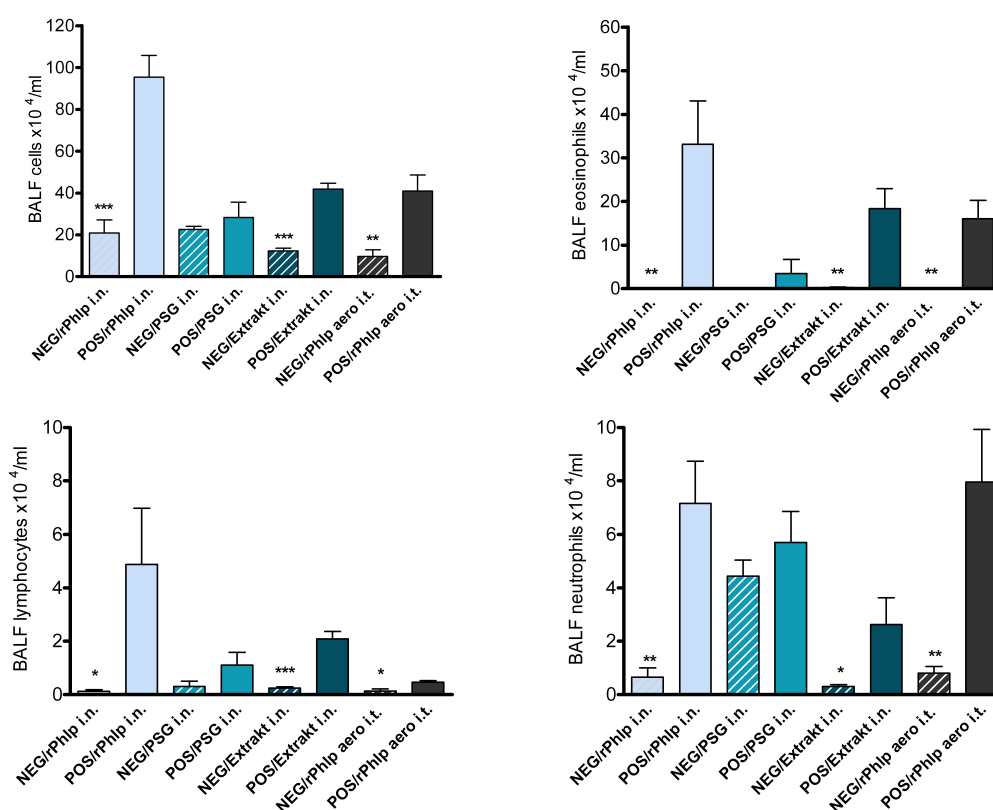 BALF cells x10 4/ml
120
100
80
60
40
20
0
***
***
**
NEG/rPhlp i.n.
POS/rPhlp i.n.
NEG/PSG i.n.
POS/PSG i.n.
NEG/Extrakt i.n.
POS/Extrakt i.n.
NEG/rPhlp aero i.t.
POS/rPhlp aero i.t.
BALF eosinophils x10 4/ml
60
50
40
30
20
10
0
**
**
**
NEG/rPhlp i.n.
POS/rPhlp i.n.
NEG/PSG i.n.
POS/PSG i.n.
NEG/Extrakt i.n.
POS/Extrakt i.n.
NEG/rPhlp aero i.t.
POS/rPhlp aero i.t.
BALF lymphocytes x10 4/ml
10
8
6
4
2
0
*
***
*
NEG/rPhlp i.n.
POS/rPhlp i.n.
NEG/PSG i.n.
POS/PSG i.n.
NEG/Extrakt i.n.
POS/Extrakt i.n.
NEG/rPhlp aero i.t.
POS/rPhlp aero i.t.
BALF neutrophils x10 4/ml
10
8
6
4
2
0
**
*
**
NEG/rPhlp i.n.
POS/rPhlp i.n.
NEG/PSG i.n.
POS/PSG i.n.
NEG/Extrakt i.n.
POS/Extrakt i.n.
NEG/rPhlp aero i.t.
POS/rPhlp aero i.t.